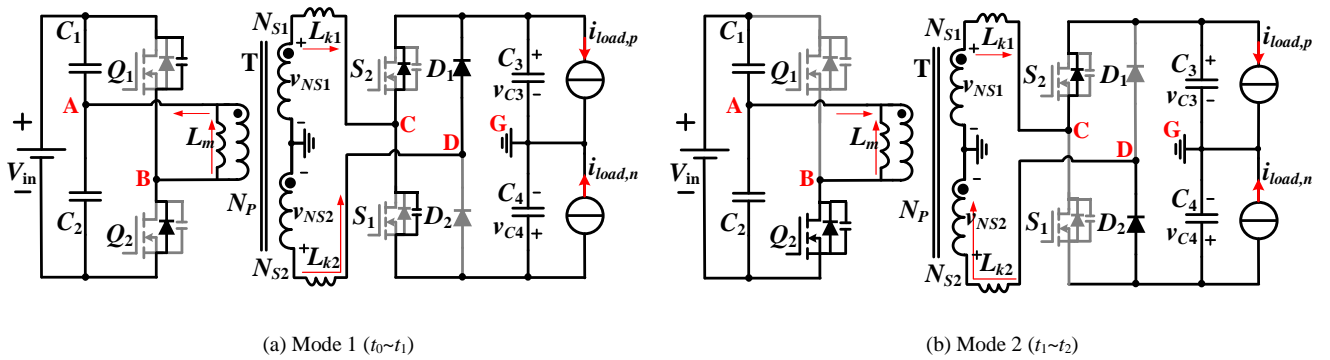 C1 Q1 T NS1 Lk1 S2 D1 C3 iload,p
+ A Lm + vNS1 - C + vC3 - G
Vin B - D
- C2 Q2 NP - vNS2 + S1 D2 - C4 vC4 + iload,n
NS2 Lk2
(a) Mode 1 (t0~t1)
C1 Q1 T NS1 Lk1 S2 D1 C3 iload,p
+ A Lm + vNS1 - C + vC3 - G
Vin B - D
- C2 Q2 NP - vNS2 + S1 D2 - C4 vC4 + iload,n
NS2 Lk2
(b) Mode 2 (t1~t2)